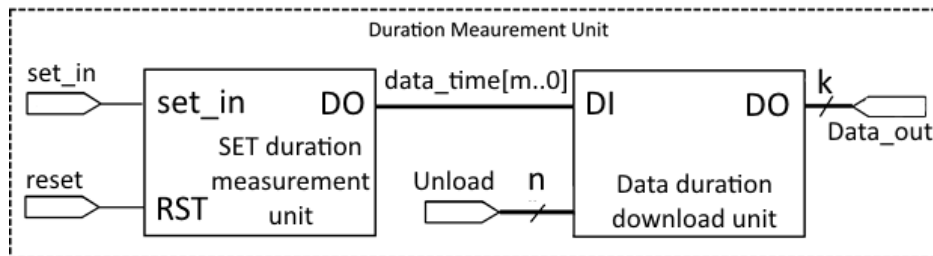 Duration Meaurement Unit
set_in
set_in
DO
data_time[m..0]
DI
DO
k
Data_out
SET duration
measurement
unit
reset
RST
Unload
n
Data duration
download unit